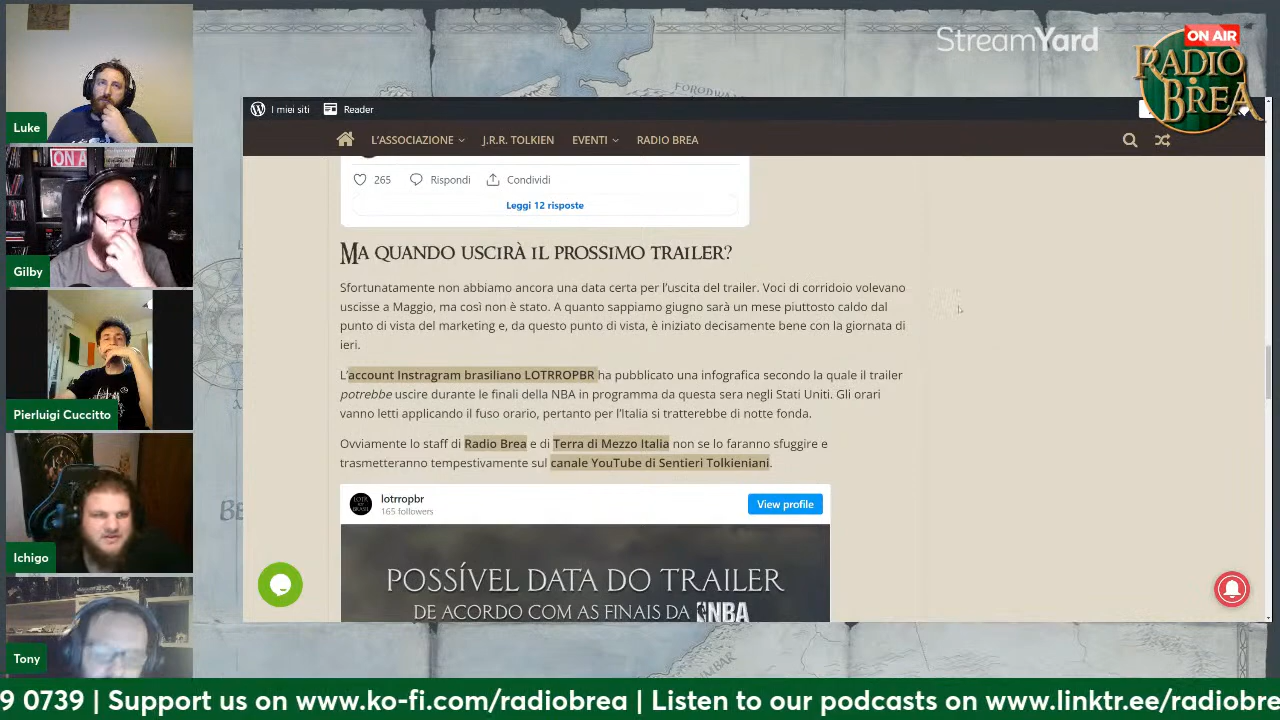 StreamYard
ON AIR
RADIO
BREA
FORODWA
I miei siti
Reader
L'ASSOCIAZIONE
J.R.R. TOLKIEN
EVENTI
RADIO BREA
265
Rispondi
Condividi
Leggi 12 risposte
MA QUANDO USCIRÀ IL PROSSIMO TRAILER?
Sfortunatamente non abbiamo ancora una data certa per l'uscita del trailer. Voci di corridoio volevano
uscisse a Maggio, ma così non è stato. A quanto sappiamo giugno sarà un mese piuttosto caldo dal
punto di vista del marketing e, da questo punto di vista, è iniziato decisamente bene con la giornata di
ieri.
L'account Instragram brasiliano LOTRROPBR ha pubblicato una infografica secondo la quale il trailer
potrebbe uscire durante le finali della NBA in programma da questa sera negli Stati Uniti. Gli orari
vanno letti applicando il fuso orario, pertanto per l'Italia si tratterebbe di notte fonda.
Ovviamente lo staff di Radio Brea e di Terra di Mezzo Italia non se lo faranno sfuggire e
trasmetteranno tempestivamente sul canale YouTube di Sentieri Tolkieniani.
lotrropbr
165 followers
View profile
POSSÍVEL DATA DO TRAILER
DE ACORDO COM AS FINAIS DA NBA
Luke
ON A
Gilby
Pierluigi Cuccitto
Ichigo
Tony
BE
FORLI
9 0739 | Support us on www.ko-fi.com/radiobrea | Listen to our podcasts on www.linktr.ee/radiobre